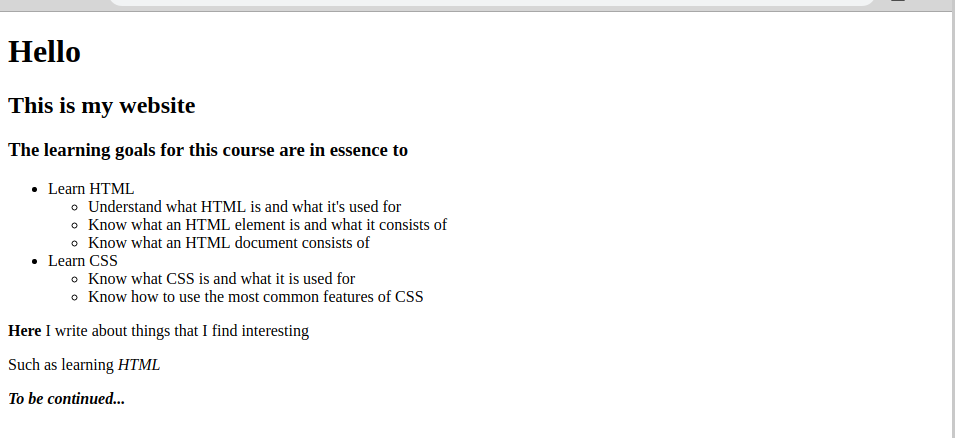 Hello
This is my website
The learning goals for this course are in essence to
Learn HTML
Understand what HTML is and what it's used for
Know what an HTML element is and what it consists of
Know what an HTML document consists of
Learn CSS
Know what CSS is and what it is used for
Know how to use the most common features of CSS
Here I write about things that I find interesting
Such as learning HTML
To be continued...